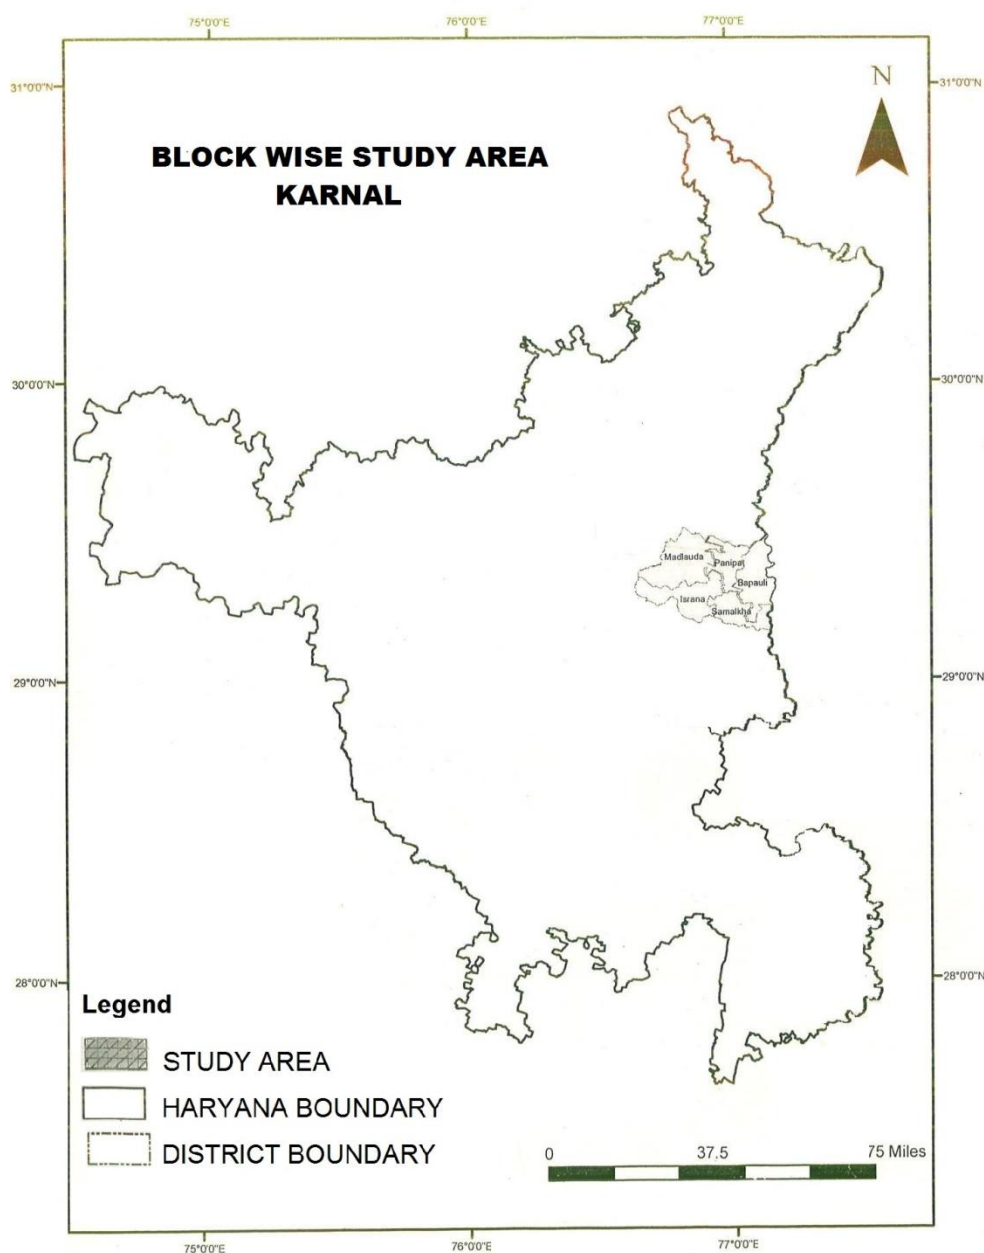 75°0'0"E 76°0'0"E 77°0'0"E
31°0'0"N 31°0'0"N
N
BLOCK WISE STUDY AREA
KARNAL
30°0'0"N 30°0'0"N
Madlauda
Panipat
Bapauli
Israna
Samalkha
29°0'0"N 29°0'0"N
28°0'0"N 28°0'0"N
Legend
STUDY AREA
HARYANA BOUNDARY
DISTRICT BOUNDARY
0 37.5 75 Miles
75°0'0"E 76°0'0"E 77°0'0"E